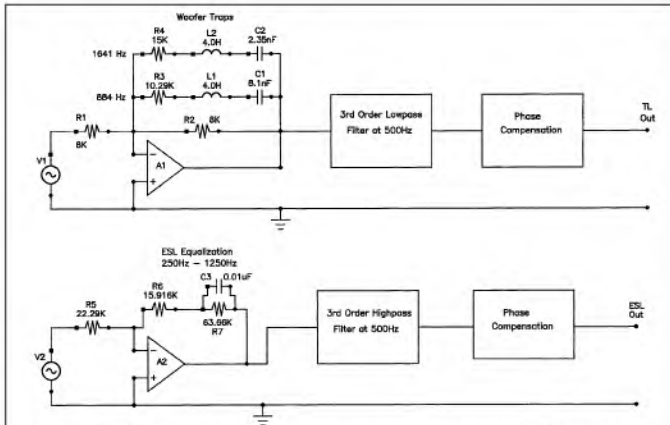 Woofer Traps
R4
15K
L2
4.0H
C2
2.35nF
1641 Hz
R3
10.29K
L1
4.0H
C1
8.1nF
884 Hz
R1
8K
R2
8K
V1
A1
3rd Order Lowpass
Filter at 500Hz
Phase
Compensation
TL
Out
ESL Equalization
250Hz - 1250Hz
C3
0.01uF
R6
15.916K
R5
22.29K
63.66K
R7
V2
A2
3rd Order Highpass
Filter at 500Hz
Phase
Compensation
ESL
Out